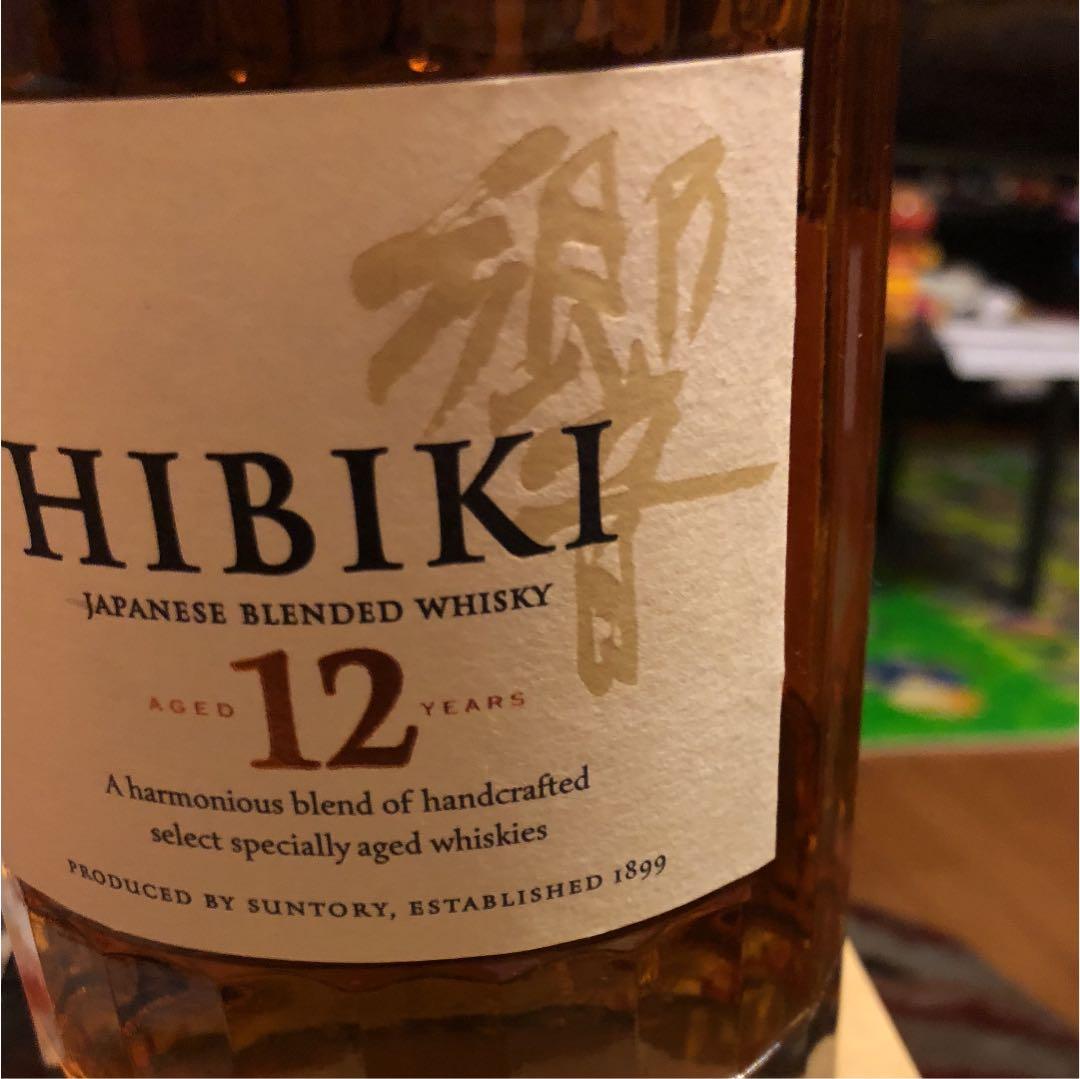 響
HIBIKI
JAPANESE BLENDED WHISKY
AGED 12 YEARS
A harmonious blend of handcrafted
select specially aged whiskies
PRODUCED BY SUNTORY, ESTABLISHED 1899